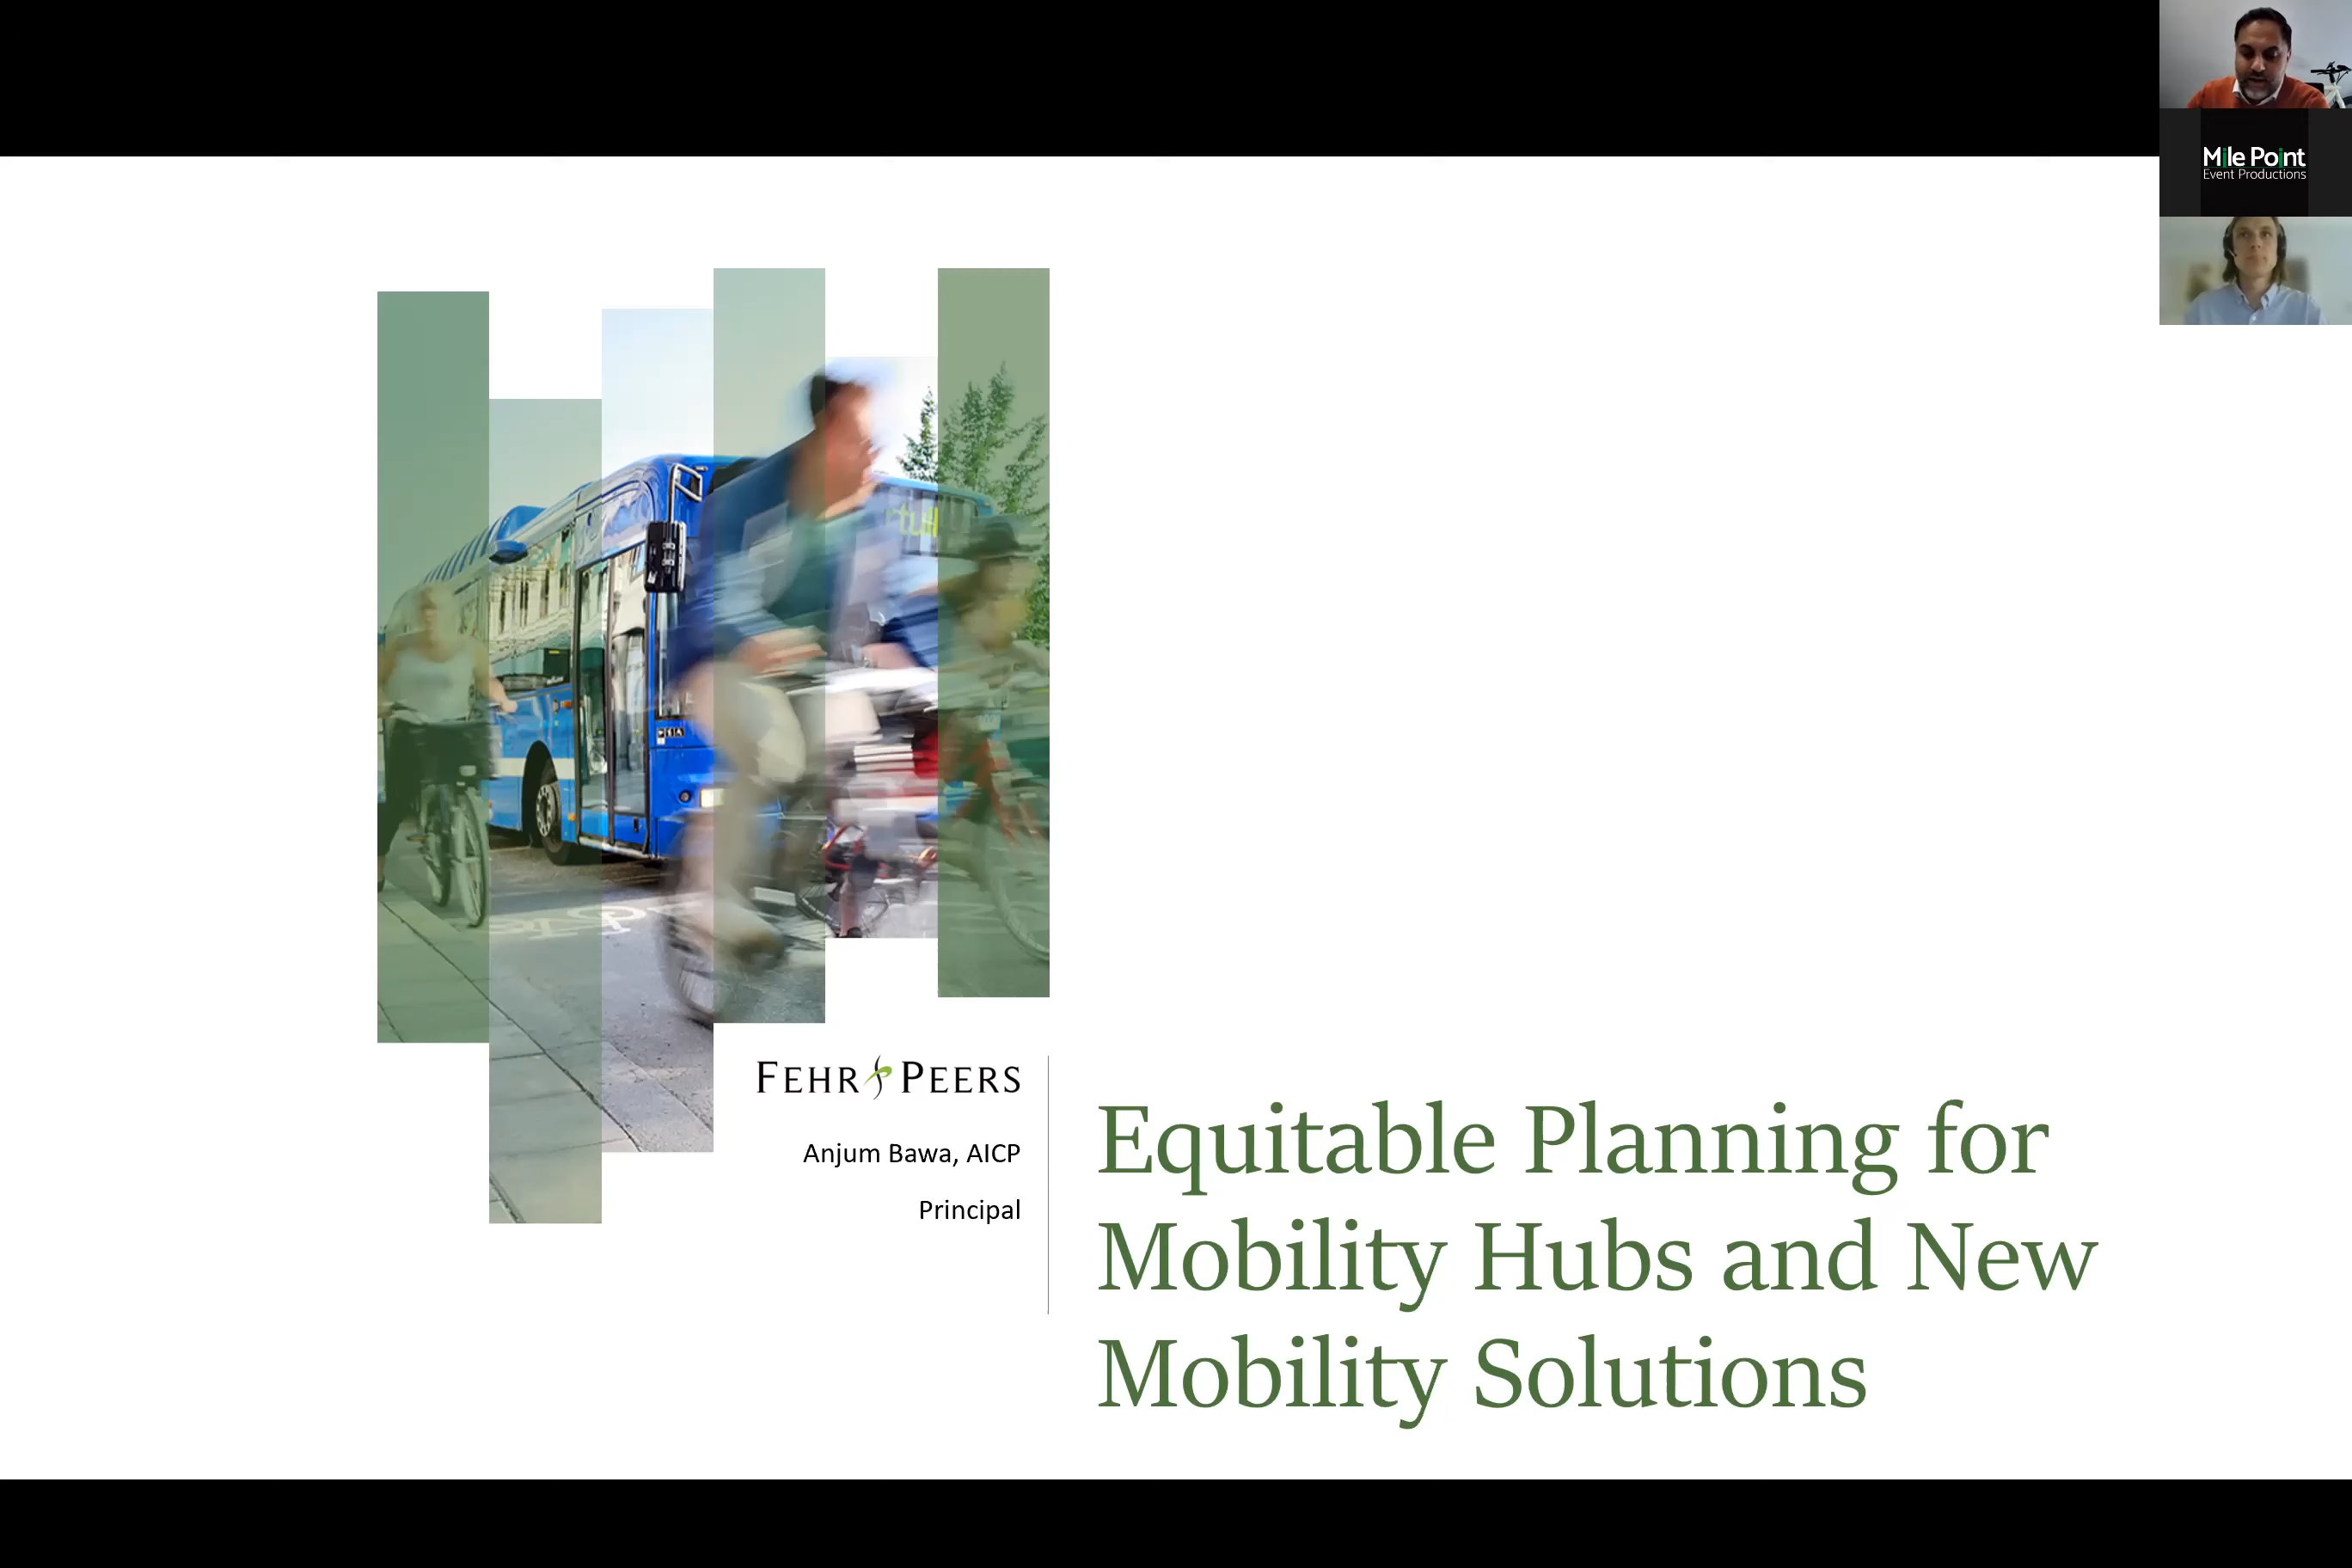 Mile Point
Event Productions
FEHR PEERS
Anjum Bawa, AICP
Principal
Equitable Planning for
Mobility Hubs and New
Mobility Solutions